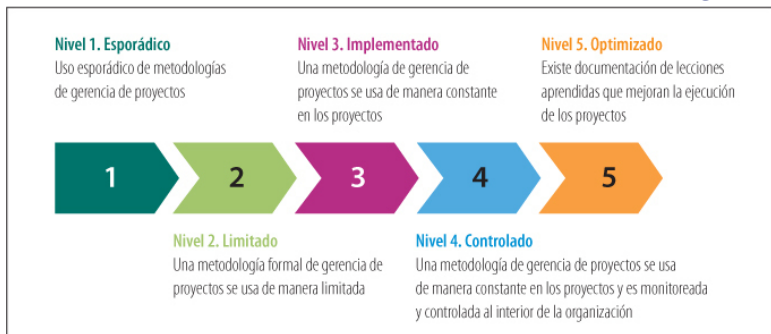 Nivel 1. Esporádico
Uso esporádico de metodologías
de gerencia de proyectos
Nivel 3. Implementado
Una metodología de gerencia de
proyectos se usa de manera constante
en los proyectos
Nivel 5. Optimizado
Existe documentación de lecciones
aprendidas que mejoran la ejecución
de los proyectos
1
2
3
4
5
Nivel 2. Limitado
Una metodología formal de gerencia de
proyectos se usa de manera limitada
Nivel 4. Controlado
Una metodología de gerencia de proyectos se usa
de manera constante en los proyectos y es monitoreada
y controlada al interior de la organización